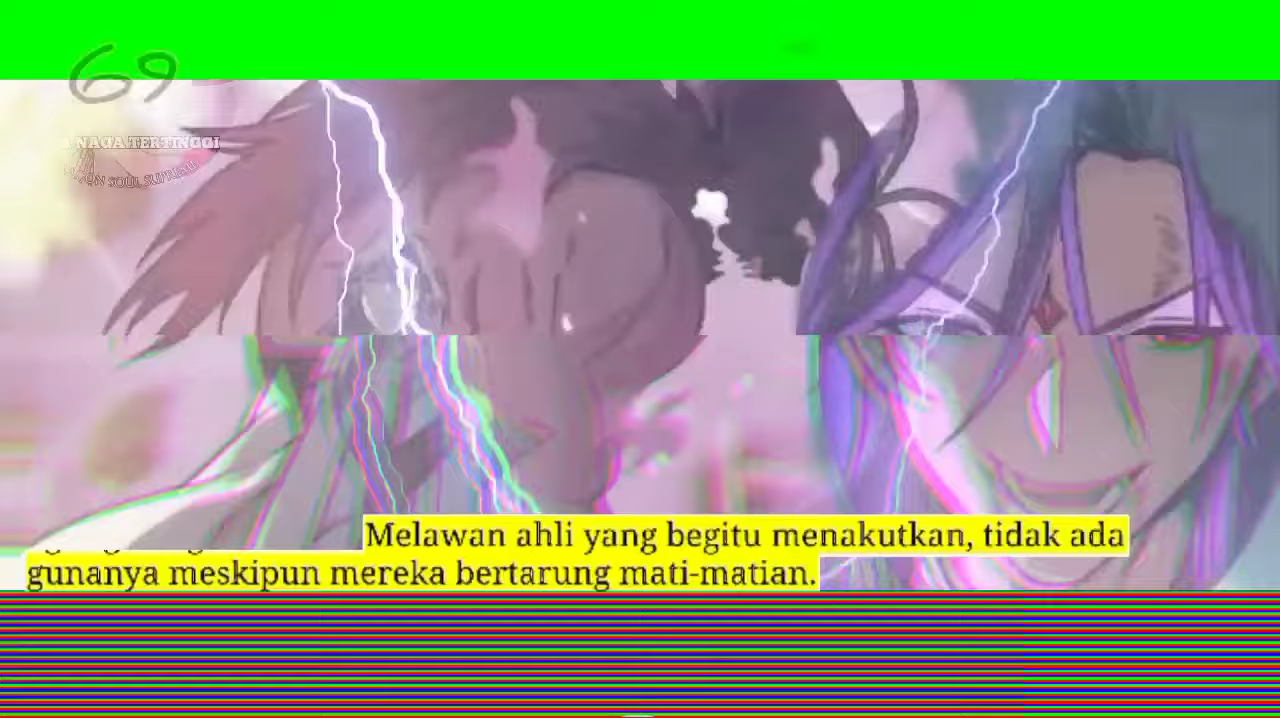 69
NAGA TERTINGGI
Melawan ahli yang begitu menakutkan, tidak ada
gunanya meskipun mereka bertarung mati-matian.